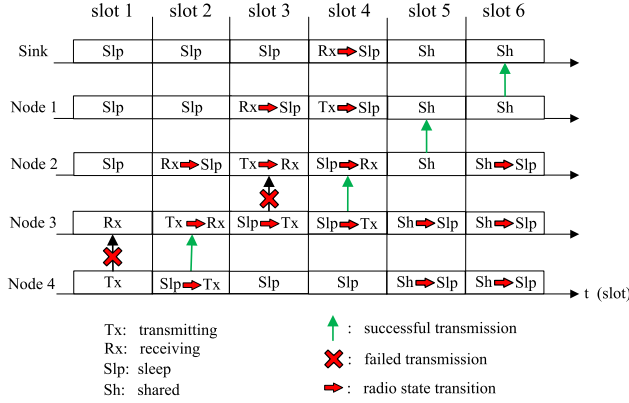 slot 1 slot 2 slot 3 slot 4 slot 5 slot 6
Sink Slp Slp Slp Rx Slp Sh Sh
Node 1 Slp Slp Rx Slp Tx Slp Sh Sh
Node 2 Slp Rx Slp Tx Rx Slp Rx Sh Sh Slp
Node 3 Rx Tx Rx Slp Tx Slp Tx Sh Slp Sh Slp
Node 4 Tx Slp Tx Slp Slp Sh Slp Sh Slp t (slot)
Tx: transmitting
Rx: receiving
Slp: sleep
Sh: shared
: successful transmission
: failed transmission
: radio state transition